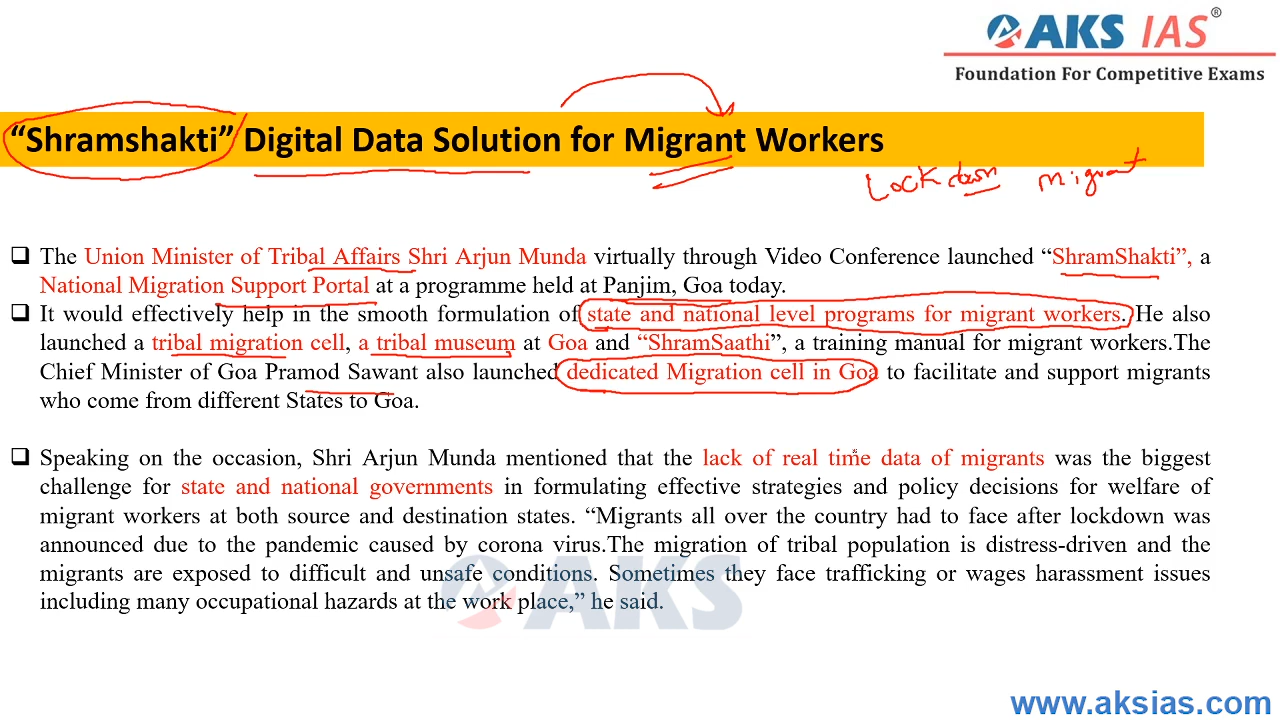 AKS IAS®
Foundation For Competitive Exams
“Shramshakti” Digital Data Solution for Migrant Workers
Lockdown migrant
❑ The Union Minister of Tribal Affairs Shri Arjun Munda virtually through Video Conference launched “ShramShakti”, a
National Migration Support Portal at a programme held at Panjim, Goa today.
❑ It would effectively help in the smooth formulation of state and national level programs for migrant workers. He also
launched a tribal migration cell, a tribal museum at Goa and “ShramSaathi”, a training manual for migrant workers.The
Chief Minister of Goa Pramod Sawant also launched dedicated Migration cell in Goa to facilitate and support migrants
who come from different States to Goa.
❑ Speaking on the occasion, Shri Arjun Munda mentioned that the lack of real time data of migrants was the biggest
challenge for state and national governments in formulating effective strategies and policy decisions for welfare of
migrant workers at both source and destination states. “Migrants all over the country had to face after lockdown was
announced due to the pandemic caused by corona virus.The migration of tribal population is distress-driven and the
migrants are exposed to difficult and unsafe conditions. Sometimes they face trafficking or wages harassment issues
including many occupational hazards at the work place,” he said.
AKS
www.aksias.com